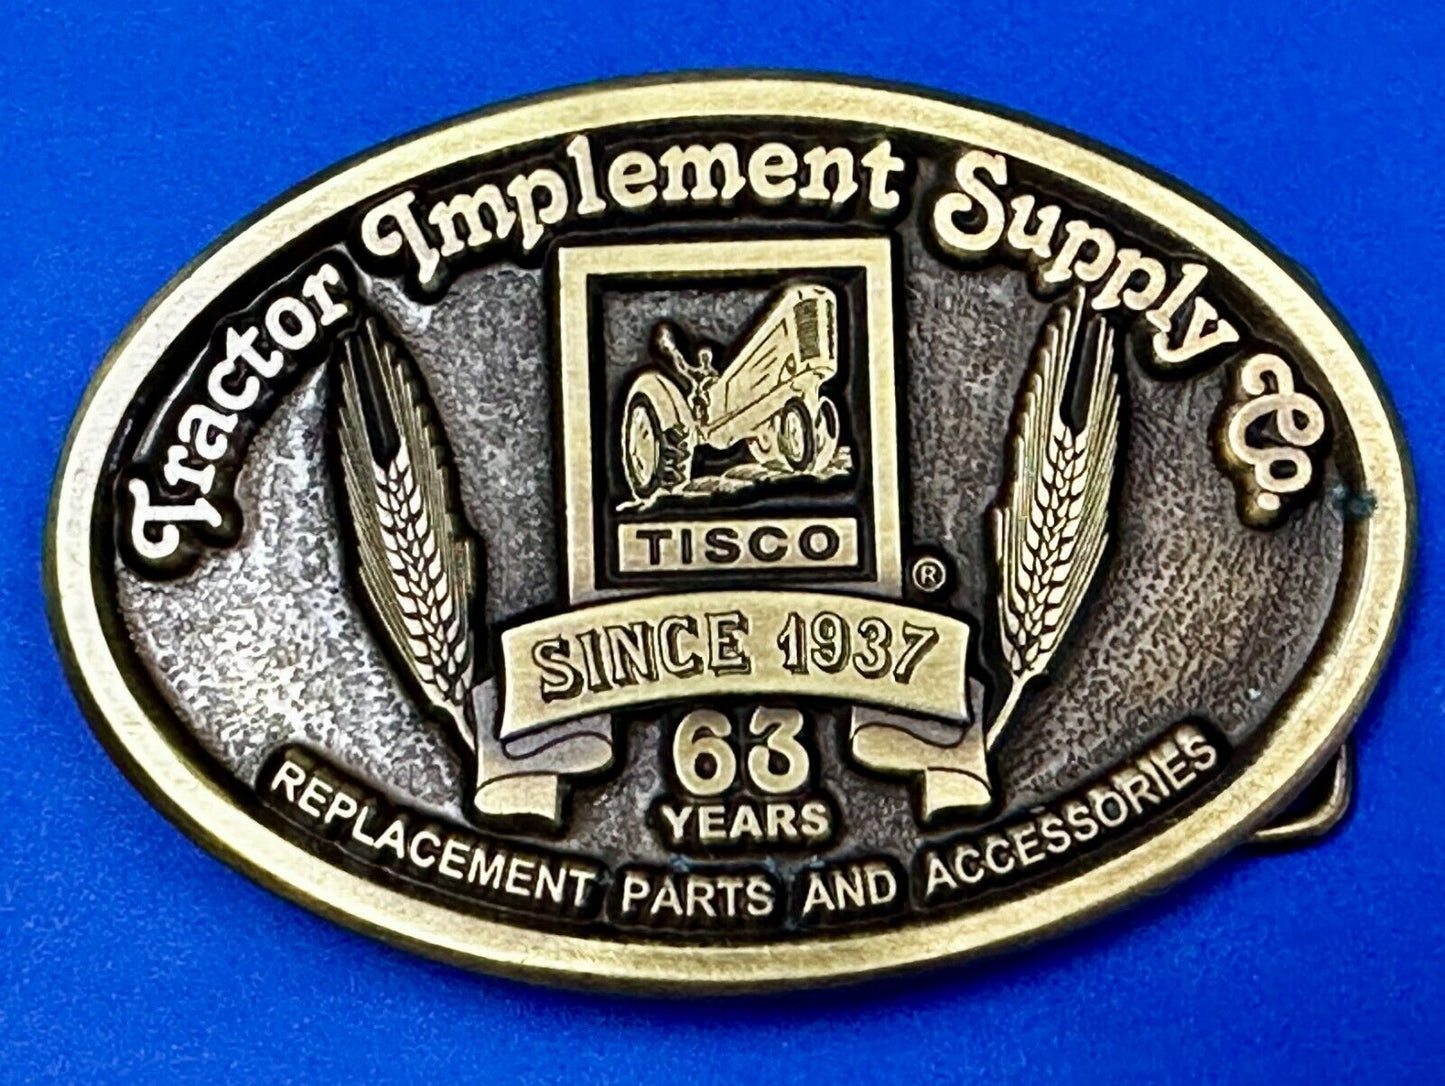 Tractor Implement Supply Co.
TISCO ®
SINCE 1937
63
YEARS
REPLACEMENT PARTS AND ACCESSORIES